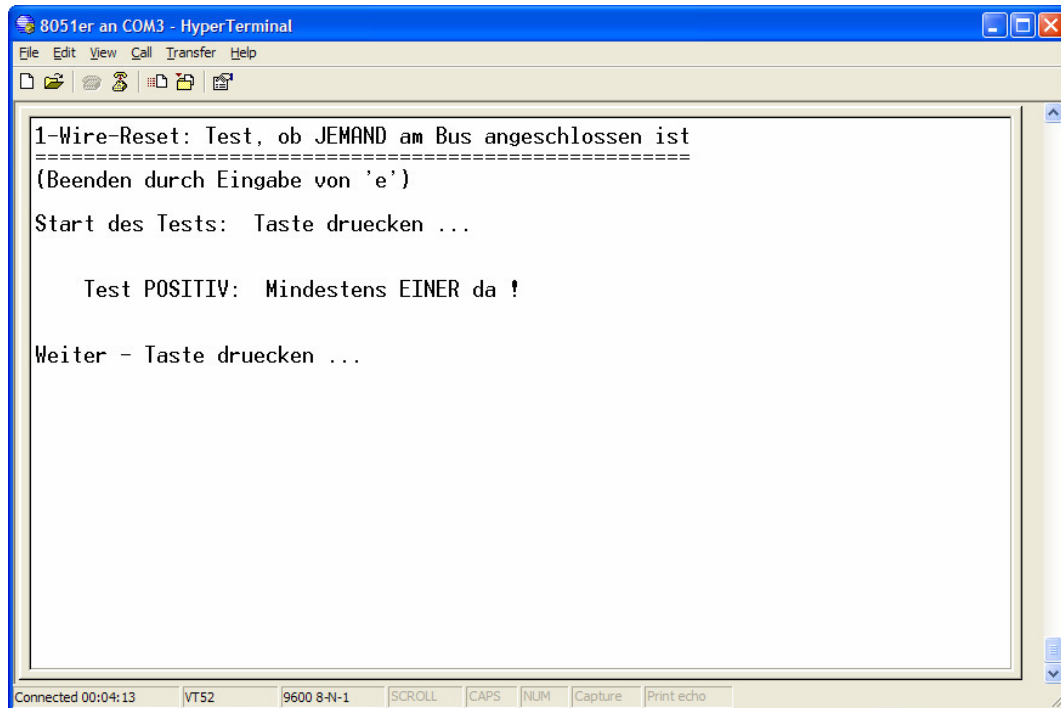 8051er an COM3 - HyperTerminal
File Edit View Call Transfer Help
1-Wire-Reset: Test, ob JEMAND am Bus angeschlossen ist
======================================================
(Beenden durch Eingabe von 'e')
Start des Tests:  Taste druecken ...
Test POSITIV:  Mindestens EINER da !
Weiter - Taste druecken ...
Connected 00:04:13 VT52 9600 8-N-1 SCROLL CAPS NUM Capture Print echo